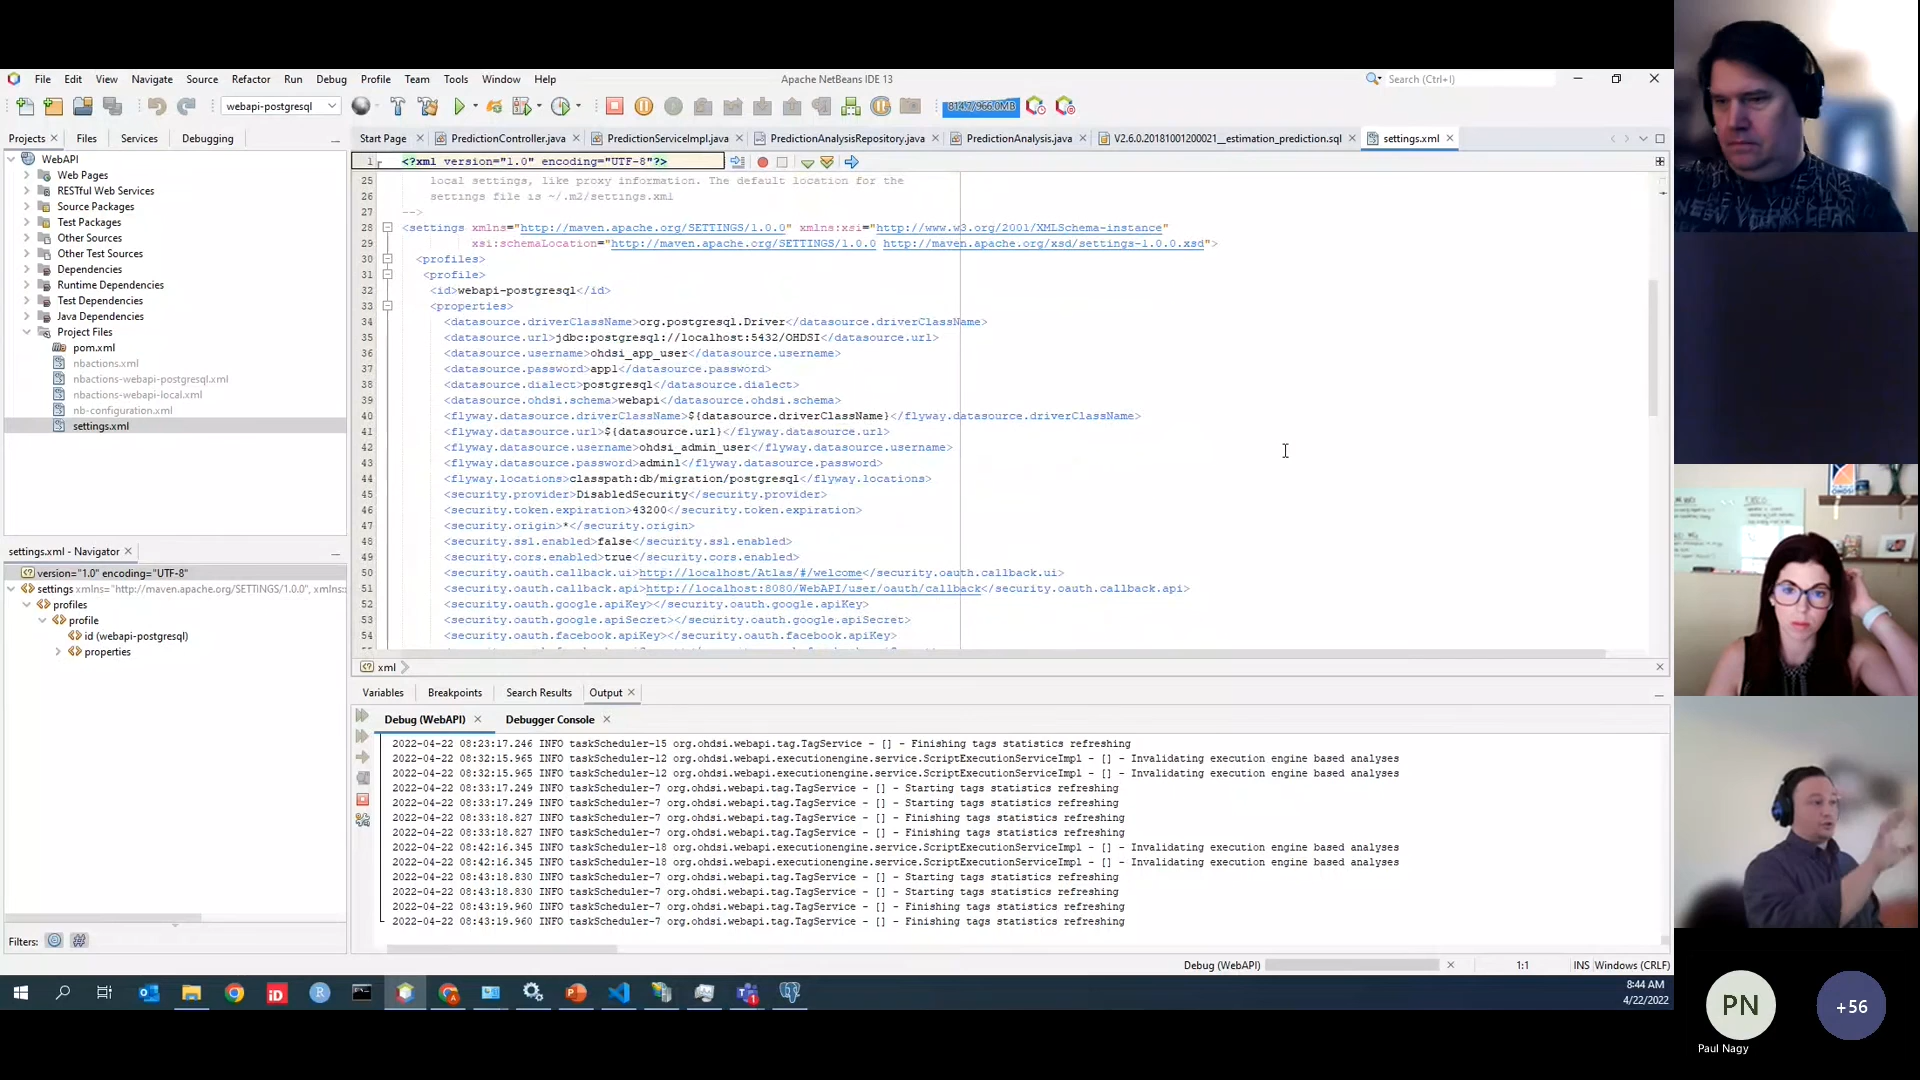 File Edit View Navigate Source Refactor Run Debug Profile Team Tools Window Help
Apache NetBeans IDE 13
Search (Ctrl+I)
webapi-postgresql
814.7/966.0MB
Projects Files Services Debugging
Start Page PredictionController.java PredictionServiceImpl.java PredictionAnalysisRepository.java PredictionAnalysis.java V2.6.0.20181001200021__estimation_prediction.sql settings.xml
WebAPI
Web Pages
RESTful Web Services
Source Packages
Test Packages
Other Sources
Other Test Sources
Dependencies
Runtime Dependencies
Test Dependencies
Java Dependencies
Project Files
pom.xml
nbactions.xml
nbactions-webapi-postgresql.xml
nbactions-webapi-local.xml
nb-configuration.xml
settings.xml
1 <?xml version="1.0" encoding="UTF-8"?>
25 local settings, like proxy information. The default location for the
26 settings file is ~/.m2/settings.xml
27 -->
28 <settings xmlns="http://maven.apache.org/SETTINGS/1.0.0" xmlns:xsi="http://www.w3.org/2001/XMLSchema-instance"
29 xsi:schemaLocation="http://maven.apache.org/SETTINGS/1.0.0 http://maven.apache.org/xsd/settings-1.0.0.xsd">
30 <profiles>
31 <profile>
32 <id>webapi-postgresql</id>
33 <properties>
34 <datasource.driverClassName>org.postgresql.Driver</datasource.driverClassName>
35 <datasource.url>jdbc:postgresql://localhost:5432/OHDSI</datasource.url>
36 <datasource.username>ohdsi_app_user</datasource.username>
37 <datasource.password>app1</datasource.password>
38 <datasource.dialect>postgresql</datasource.dialect>
39 <datasource.ohdsi.schema>webapi</datasource.ohdsi.schema>
40 <flyway.datasource.driverClassName>${datasource.driverClassName}</flyway.datasource.driverClassName>
41 <flyway.datasource.url>${datasource.url}</flyway.datasource.url>
42 <flyway.datasource.username>ohdsi_admin_user</flyway.datasource.username>
43 <flyway.datasource.password>admin1</flyway.datasource.password>
44 <flyway.locations>classpath:db/migration/postgresql</flyway.locations>
45 <security.provider>DisabledSecurity</security.provider>
46 <security.token.expiration>43200</security.token.expiration>
47 <security.origin>*</security.origin>
48 <security.ssl.enabled>false</security.ssl.enabled>
49 <security.cors.enabled>true</security.cors.enabled>
50 <security.oauth.callback.ui>http://localhost/Atlas/#/welcome</security.oauth.callback.ui>
51 <security.oauth.callback.api>http://localhost:8080/WebAPI/user/oauth/callback</security.oauth.callback.api>
52 <security.oauth.google.apiKey></security.oauth.google.apiKey>
53 <security.oauth.google.apiSecret></security.oauth.google.apiSecret>
54 <security.oauth.facebook.apiKey></security.oauth.facebook.apiKey>
xml
settings.xml - Navigator
version="1.0" encoding="UTF-8"
settings xmlns="http://maven.apache.org/SETTINGS/1.0.0", xmlns:
profiles
profile
id (webapi-postgresql)
properties
Filters:
Variables Breakpoints Search Results Output
Debug (WebAPI) Debugger Console
2022-04-22 08:23:17.246 INFO taskScheduler-15 org.ohdsi.webapi.tag.TagService - [] - Finishing tags statistics refreshing
2022-04-22 08:32:15.965 INFO taskScheduler-12 org.ohdsi.webapi.executionengine.service.ScriptExecutionServiceImpl - [] - Invalidating execution engine based analyses
2022-04-22 08:32:15.965 INFO taskScheduler-12 org.ohdsi.webapi.executionengine.service.ScriptExecutionServiceImpl - [] - Invalidating execution engine based analyses
2022-04-22 08:33:17.249 INFO taskScheduler-7 org.ohdsi.webapi.tag.TagService - [] - Starting tags statistics refreshing
2022-04-22 08:33:17.249 INFO taskScheduler-7 org.ohdsi.webapi.tag.TagService - [] - Starting tags statistics refreshing
2022-04-22 08:33:18.827 INFO taskScheduler-7 org.ohdsi.webapi.tag.TagService - [] - Finishing tags statistics refreshing
2022-04-22 08:33:18.827 INFO taskScheduler-7 org.ohdsi.webapi.tag.TagService - [] - Finishing tags statistics refreshing
2022-04-22 08:42:16.345 INFO taskScheduler-18 org.ohdsi.webapi.executionengine.service.ScriptExecutionServiceImpl - [] - Invalidating execution engine based analyses
2022-04-22 08:42:16.345 INFO taskScheduler-18 org.ohdsi.webapi.executionengine.service.ScriptExecutionServiceImpl - [] - Invalidating execution engine based analyses
2022-04-22 08:43:18.830 INFO taskScheduler-7 org.ohdsi.webapi.tag.TagService - [] - Starting tags statistics refreshing
2022-04-22 08:43:18.830 INFO taskScheduler-7 org.ohdsi.webapi.tag.TagService - [] - Starting tags statistics refreshing
2022-04-22 08:43:19.960 INFO taskScheduler-7 org.ohdsi.webapi.tag.TagService - [] - Finishing tags statistics refreshing
2022-04-22 08:43:19.960 INFO taskScheduler-7 org.ohdsi.webapi.tag.TagService - [] - Finishing tags statistics refreshing
Debug (WebAPI) 1:1 INS Windows (CRLF)
8:44 AM
4/22/2022
PN
Paul Nagy
+56